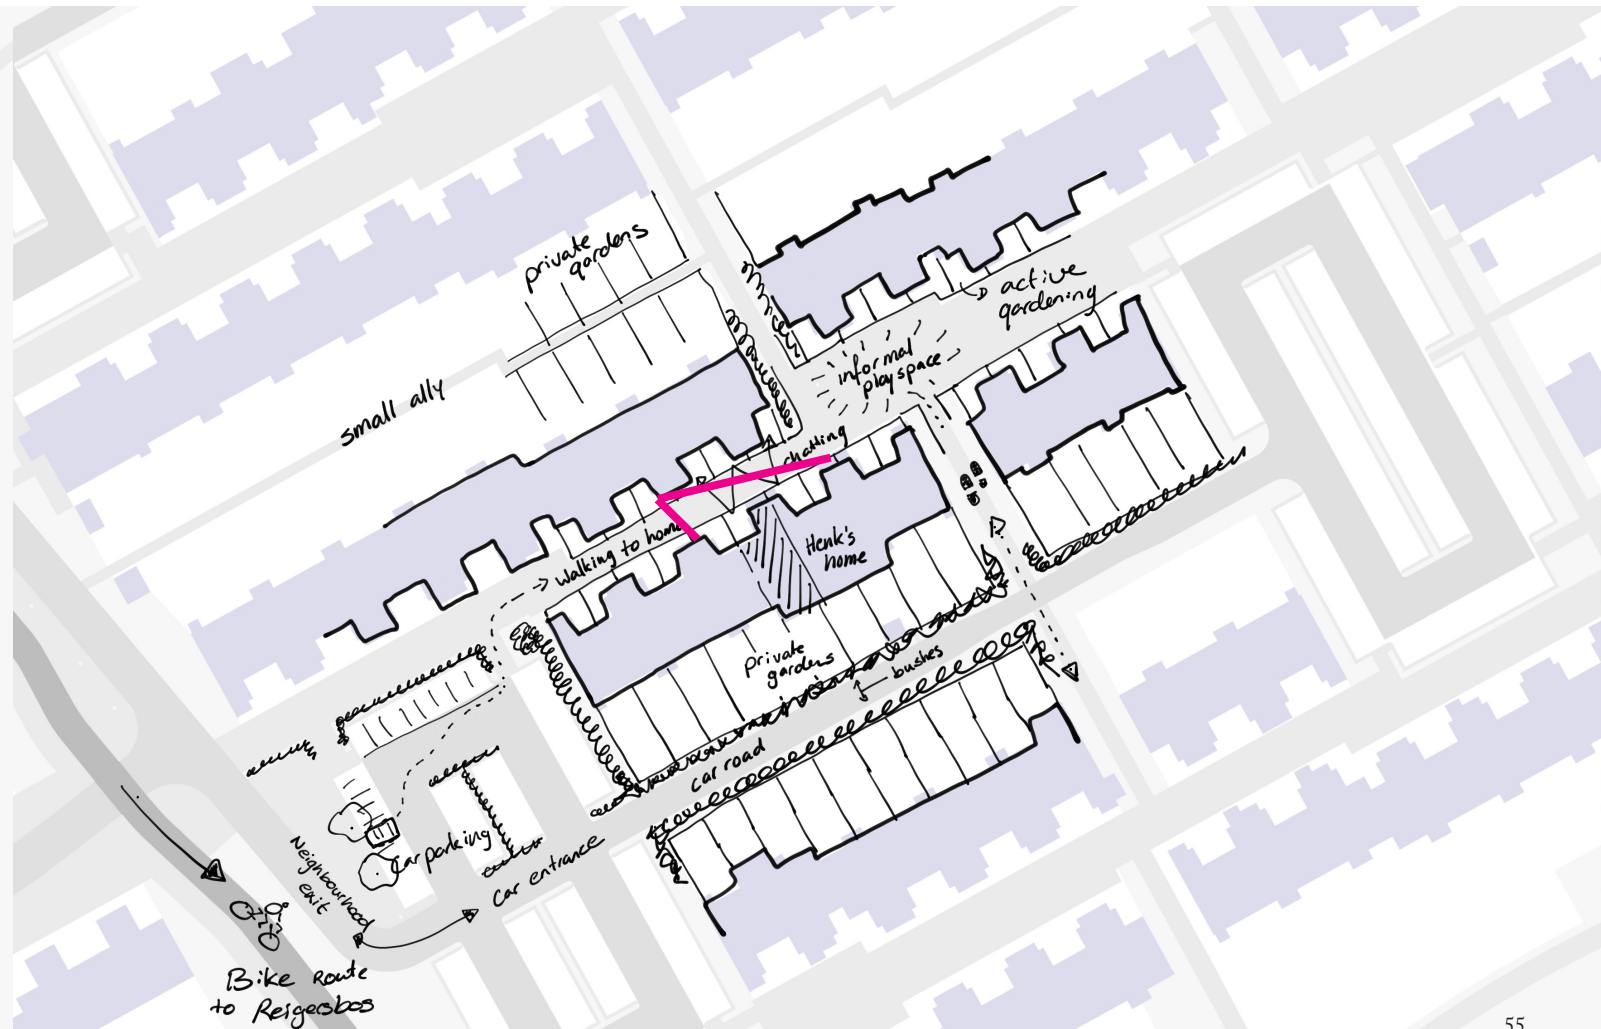 private
gardens
small ally
active
gardening
informal
playspace
chatting
walking to home
Henk's
home
private
gardens
bushes
car road
car parking
car entrance
Neighbourhood
exit
Bike route
to Reigersbos
55